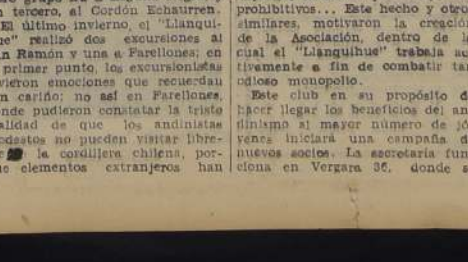 tercero, al Cordón Echaurren.
El último invierno, el "Llanqui-
ue" realizó dos excursiones al
n Ramón y una a Farellones; en
primer punto, los excursionistas
vieron emociones que recuerdan
n cariño; no así en Farellones,
nde pudieron constatar la triste
alidad de que los andinistas
odestos no pueden visitar libre-
la cordillera chilena, por-
e elementos extranjeros han
prohibitivos... Este hecho y otro
similares, motivaron la creación
de la Asociación, dentro de la
cual el "Llanquihue" trabaja ac
tivamente a fin de combatir tan
odioso monopolio.
Este club en su propósito d
hacer llegar los beneficios del an
dinismo al mayor número de jó
venes iniciará una campaña d
nuevos socios. La secretaría fun
ciona en Vergara 36, donde s